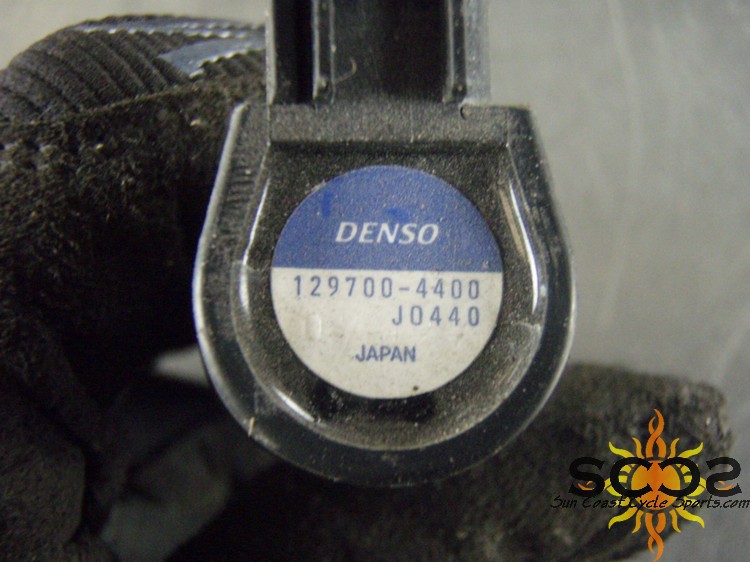 DENSO
129700-4400
J0440
JAPAN
SCCS
Sun Coast Cycle Sports.com